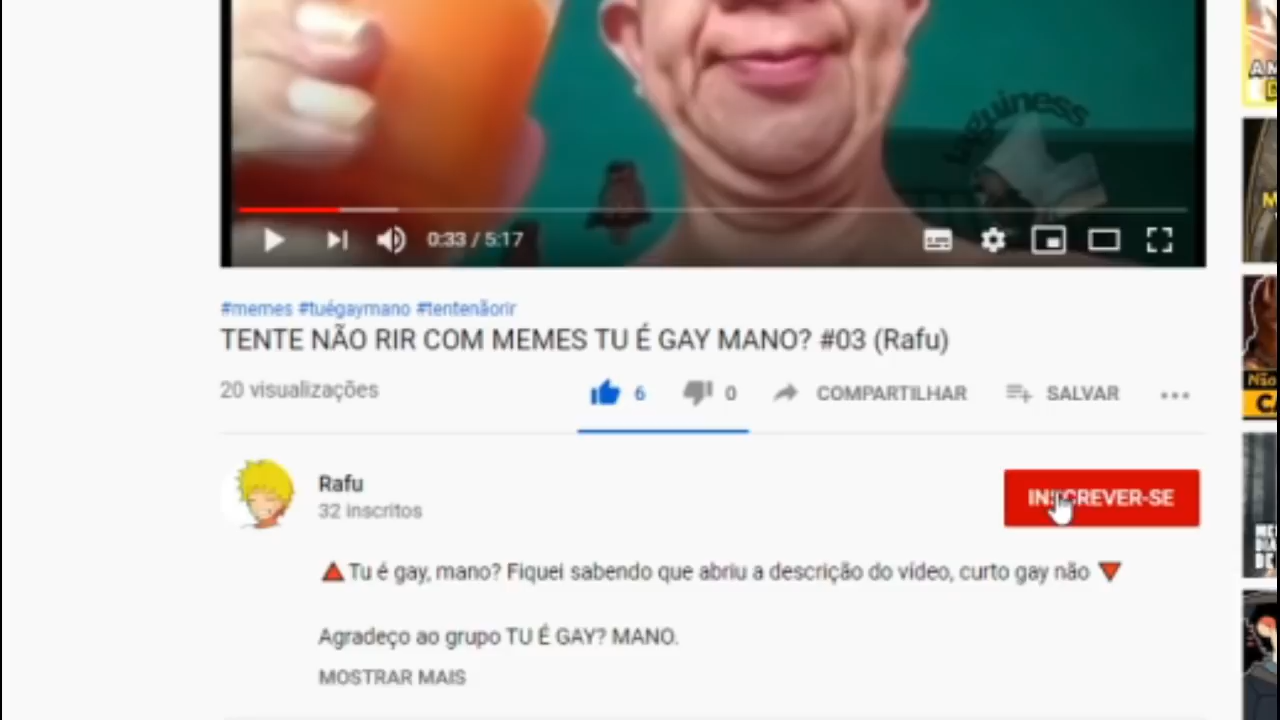 0:33 / 5:17
#memes #tuégaymano #tentenãorir
TENTE NÃO RIR COM MEMES TU É GAY MANO? #03 (Rafu)
20 visualizações
6
0
COMPARTILHAR
SALVAR
Rafu
32 inscritos
INSCREVER-SE
Tu é gay, mano? Fiquei sabendo que abriu a descrição do vídeo, curto gay não
Agradeço ao grupo TU É GAY? MANO.
MOSTRAR MAIS